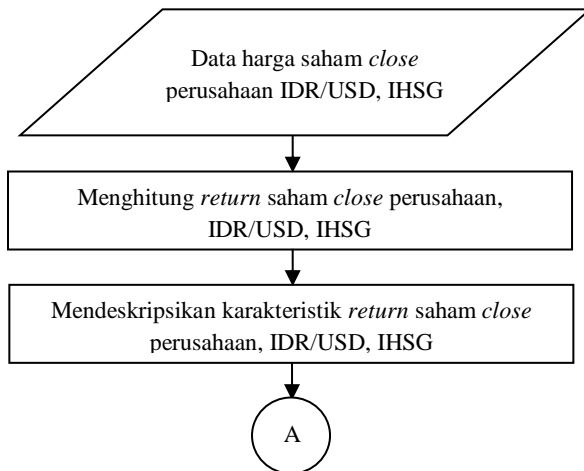 Data harga saham close
perusahaan IDR/USD, IHSG
Menghitung return saham close perusahaan,
IDR/USD, IHSG
Mendeskripsikan karakteristik return saham close
perusahaan, IDR/USD, IHSG
A